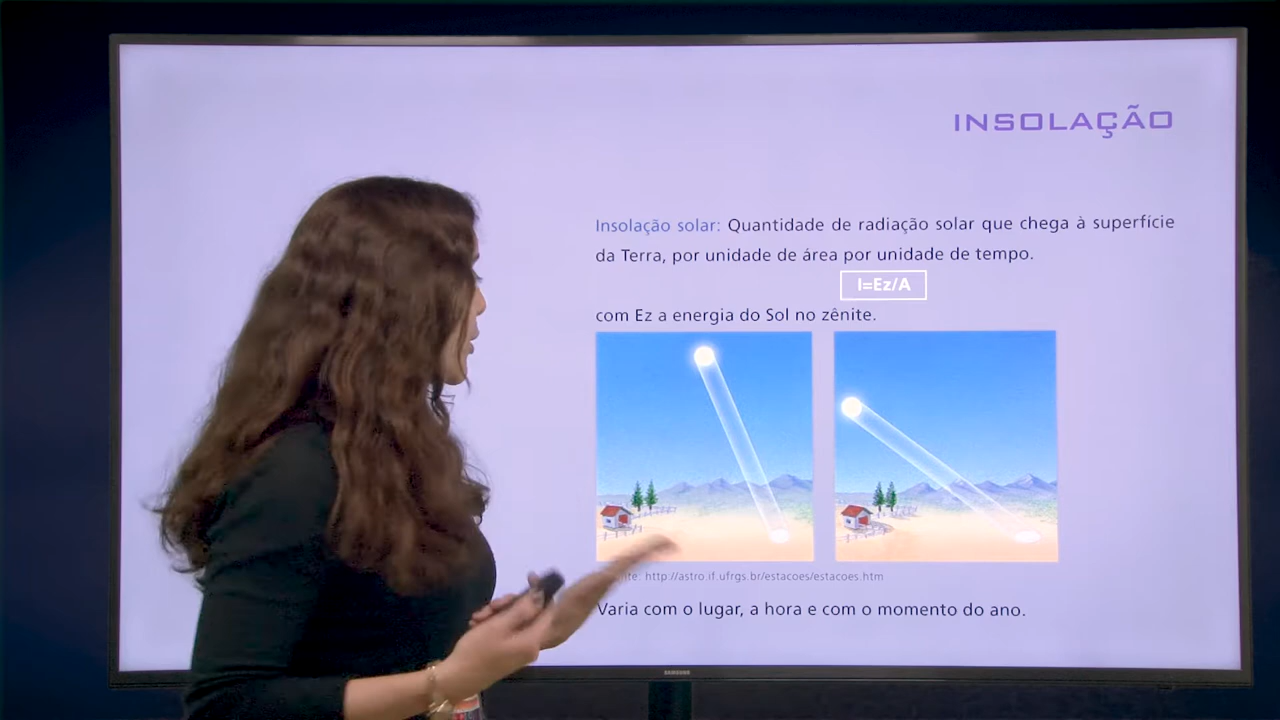 INSOLAÇÃO
Insolação solar: Quantidade de radiação solar que chega à superfície
da Terra, por unidade de área por unidade de tempo.
I=Ez/A
com Ez a energia do Sol no zênite.
http://astro.if.ufrgs.br/estacoes/estacoes.htm
Varia com o lugar, a hora e com o momento do ano.
SAMSUNG